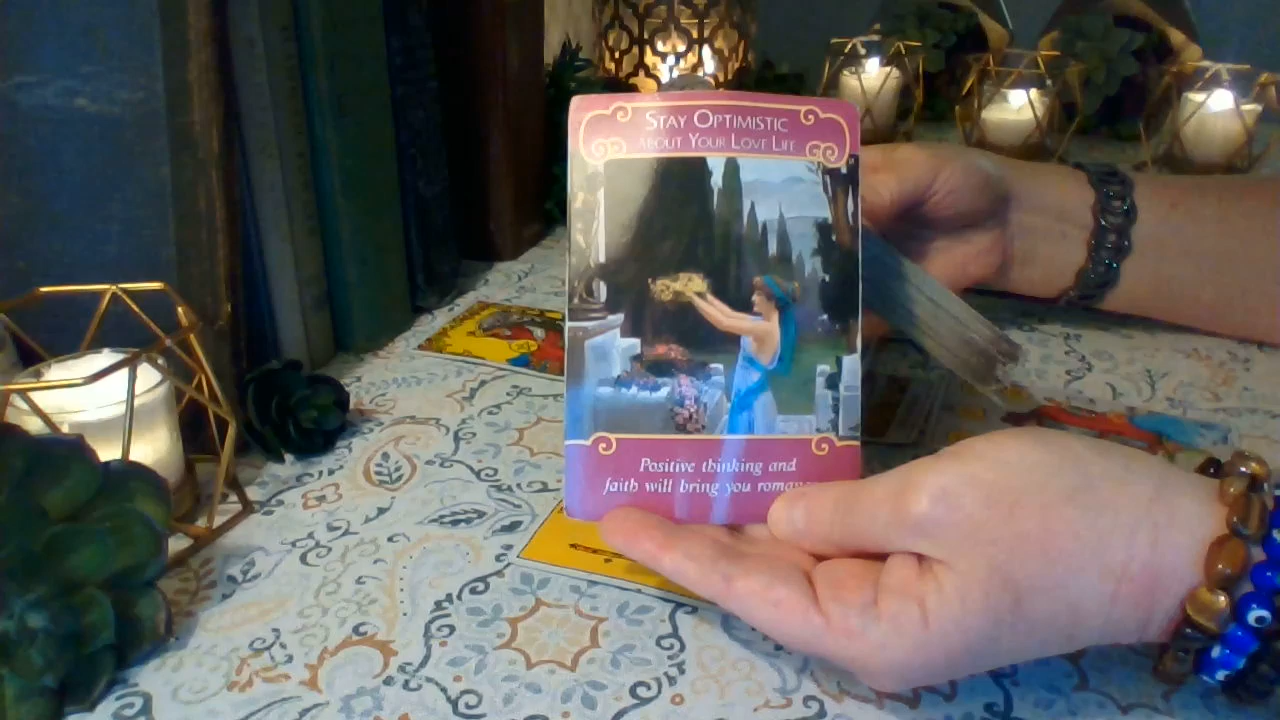 Stay Optimistic
about Your Love Life
Positive thinking and
faith will bring you